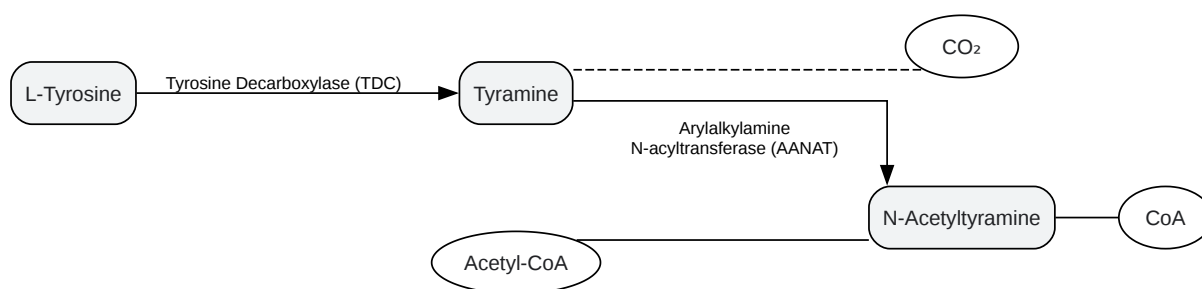 CO₂
L-Tyrosine
Tyrosine Decarboxylase (TDC)
Tyramine
Arylalkylamine
N-acyltransferase (AANAT)
N-Acetyltyramine
CoA
Acetyl-CoA